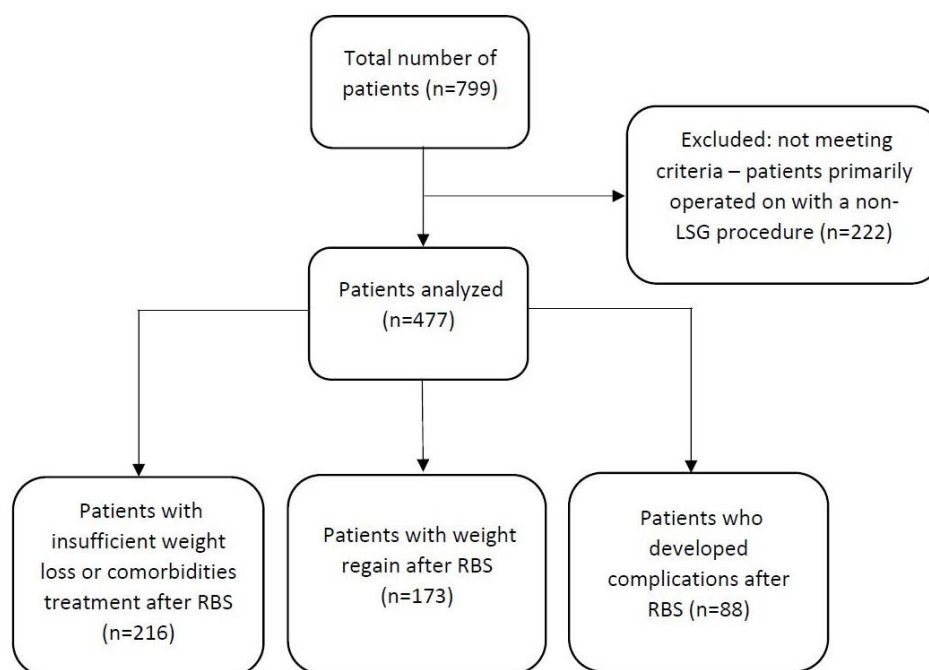 Total number of
patients (n=799)
Excluded: not meeting
criteria – patients primarily
operated on with a non-
LSG procedure (n=222)
Patients analyzed
(n=477)
Patients with
insufficient weight
loss or comorbidities
treatment after RBS
(n=216)
Patients with weight
regain after RBS
(n=173)
Patients who
developed
complications after
RBS (n=88)